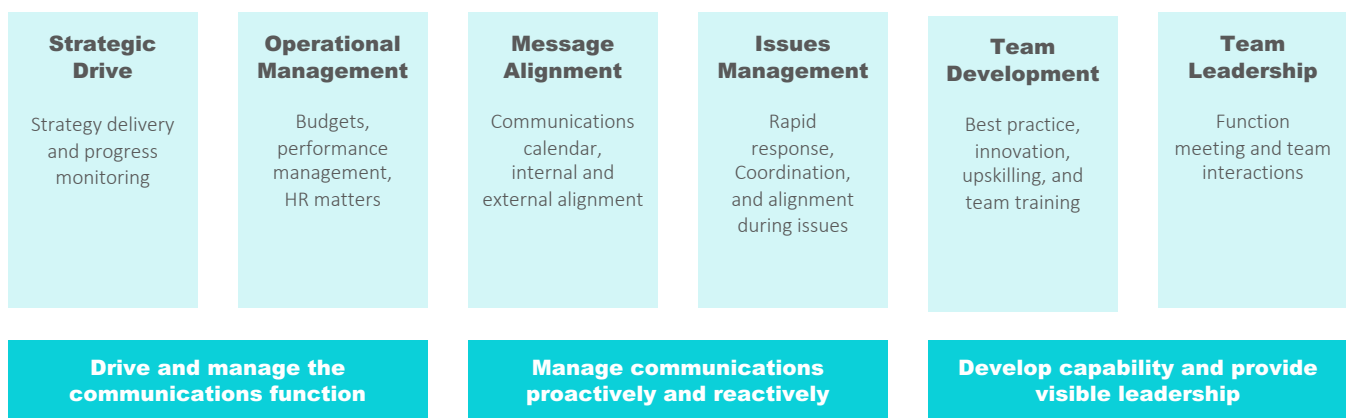 Strategic
Drive
Strategy delivery
and progress
monitoring
Operational
Management
Budgets,
performance
management,
HR matters
Message
Alignment
Communications
calendar,
internal and
external alignment
Issues
Management
Rapid
response,
Coordination,
and alignment
during issues
Team
Development
Best practice,
innovation,
upskilling, and
team training
Team
Leadership
Function
meeting and team
interactions
Drive and manage the
communications function
Manage communications
proactively and reactively
Develop capability and provide
visible leadership